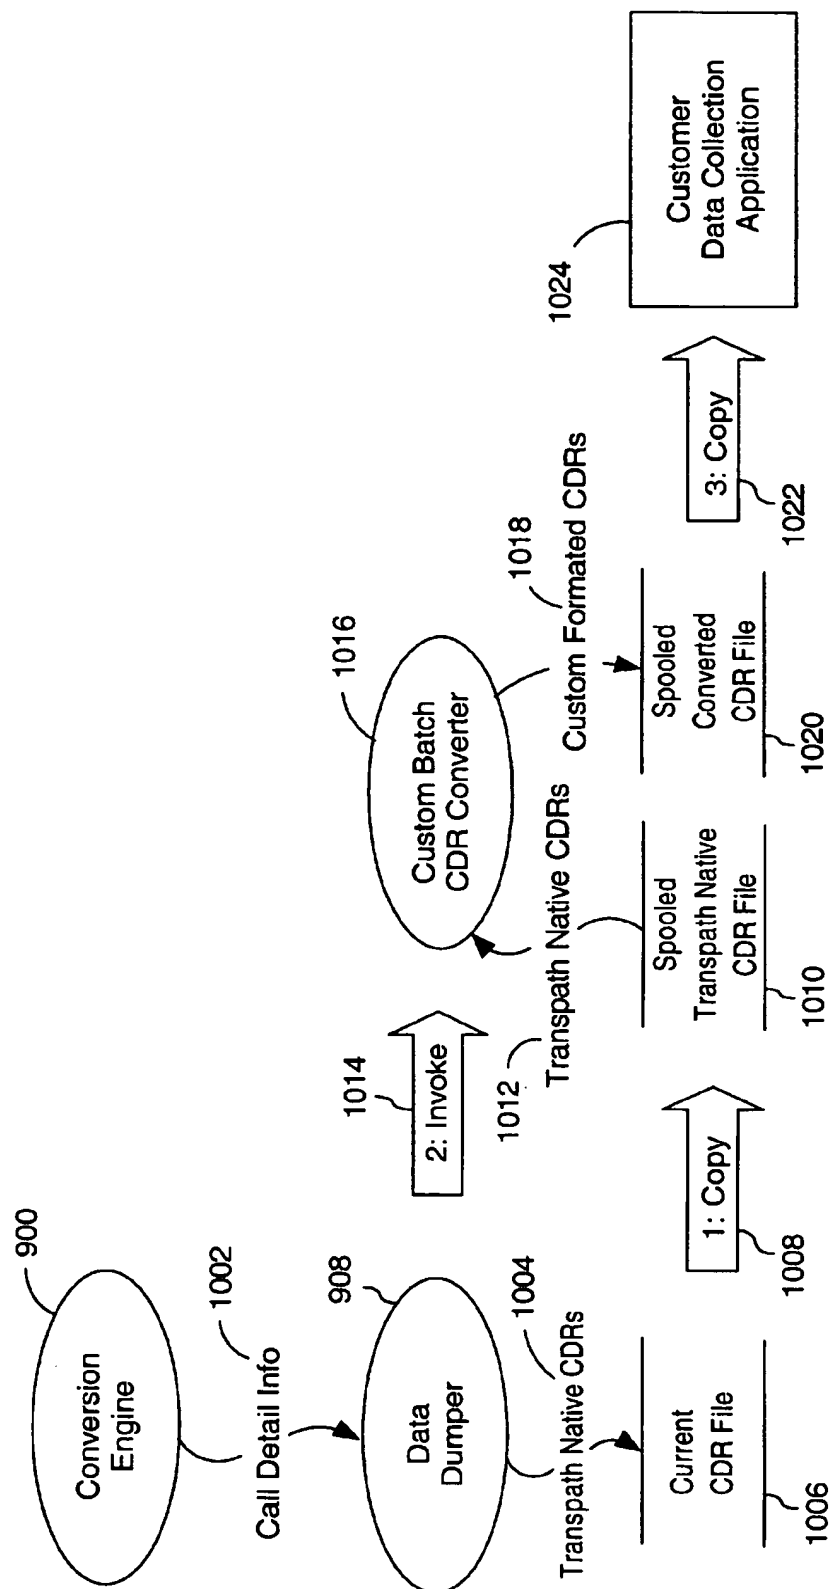 900
Conversion
Engine
1002
Call Detail Info
908
Data
Dumper
1004
Transpath Native CDRs
Current
CDR File
1006
1: Copy
1008
1014
2: Invoke
1016
Custom Batch
CDR Converter
1012
Transpath Native CDRs
Spooled
Transpath Native
CDR File
1010
1018
Custom Formated CDRs
Spooled
Converted
CDR File
1020
3: Copy
1022
1024
Customer
Data Collection
Application